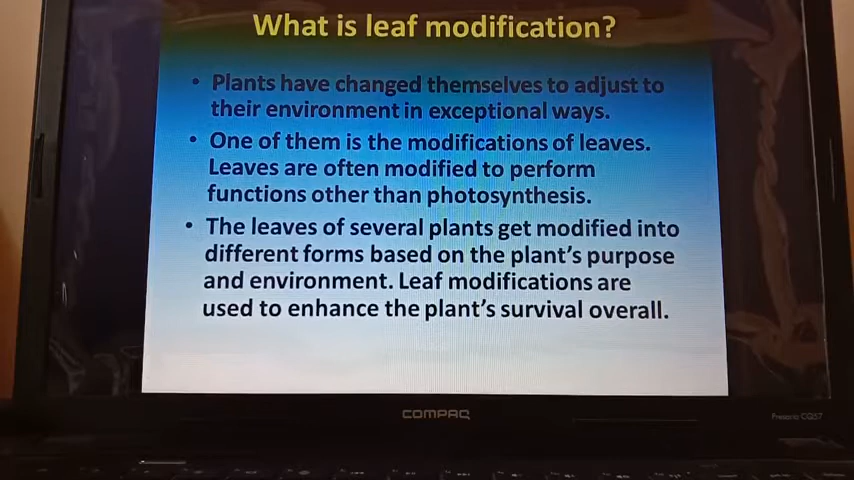 What is leaf modification?
• Plants have changed themselves to adjust to
their environment in exceptional ways.
• One of them is the modifications of leaves.
Leaves are often modified to perform
functions other than photosynthesis.
• The leaves of several plants get modified into
different forms based on the plant's purpose
and environment. Leaf modifications are
used to enhance the plant's survival overall.
COMPAQ
Presario CQ57